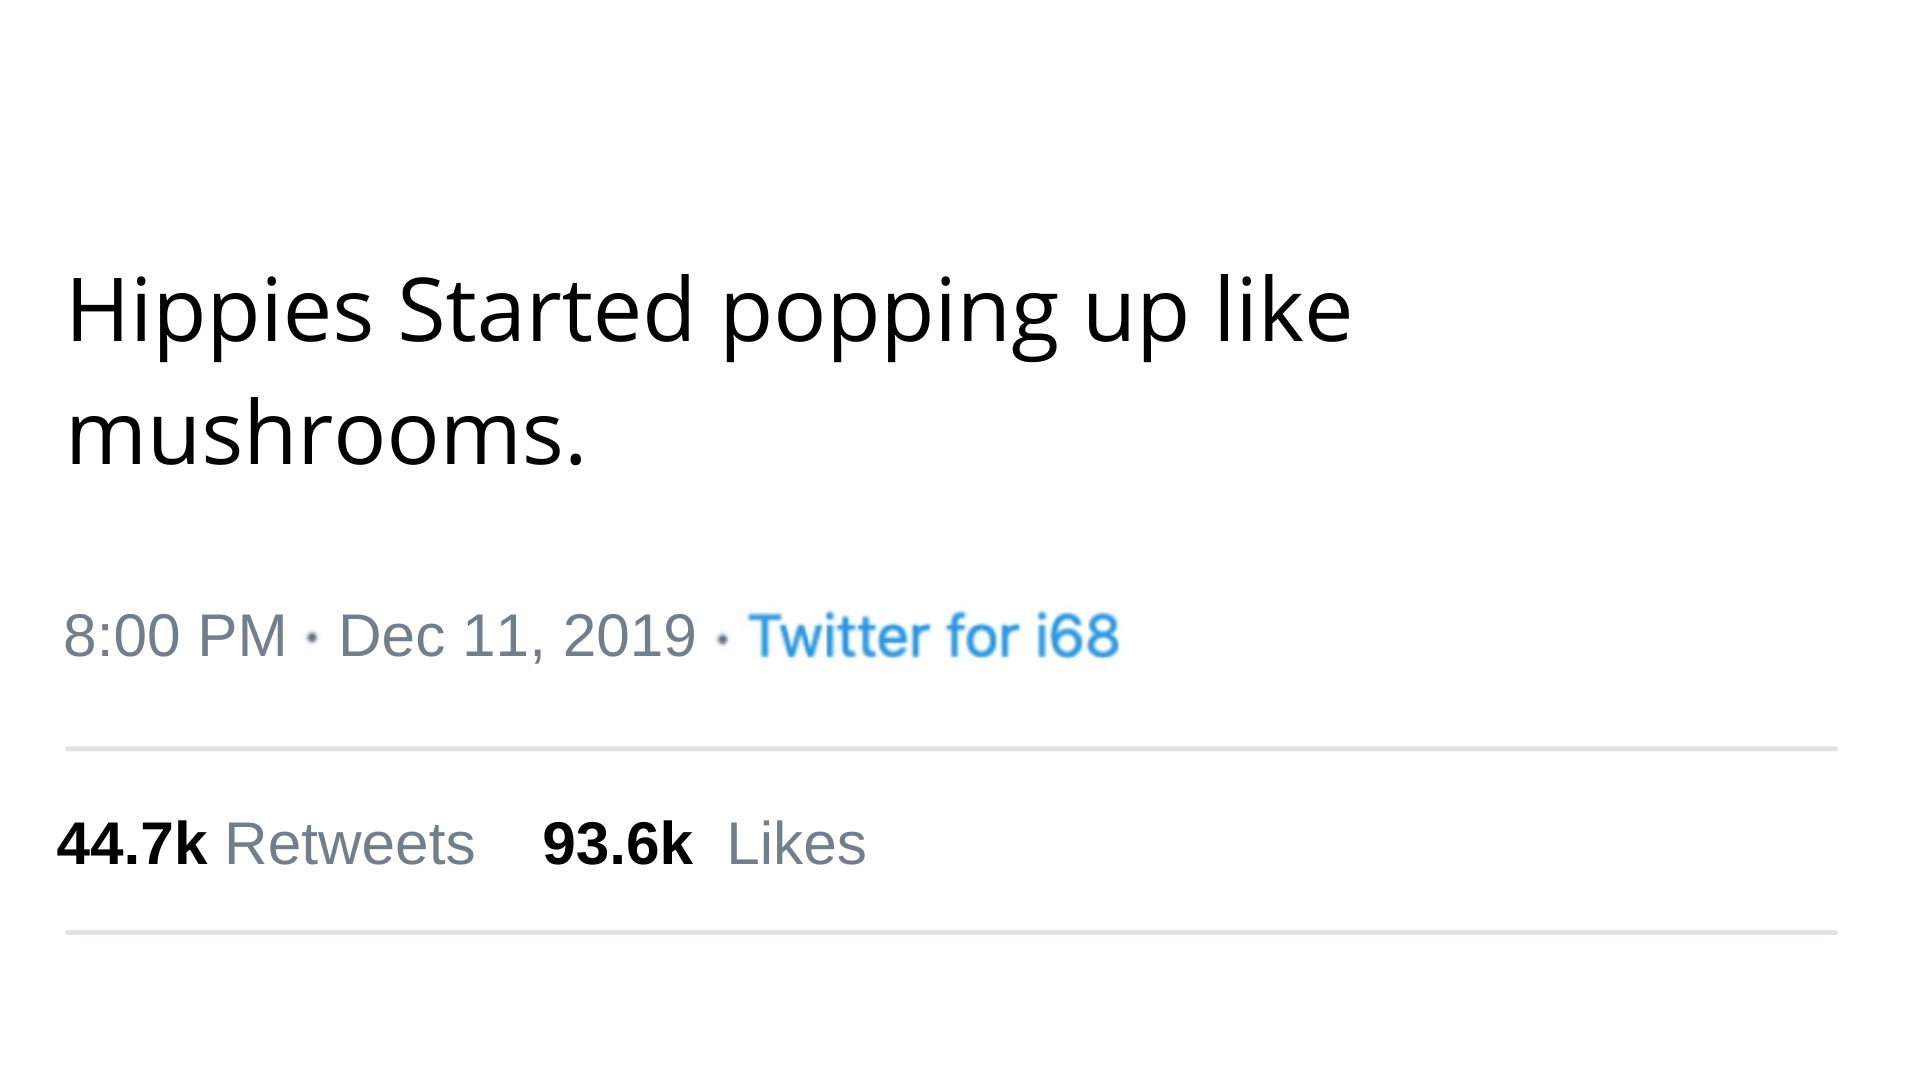 Hippies Started popping up like
mushrooms.
8:00 PM · Dec 11, 2019 · Twitter for i68
44.7k Retweets 93.6k Likes